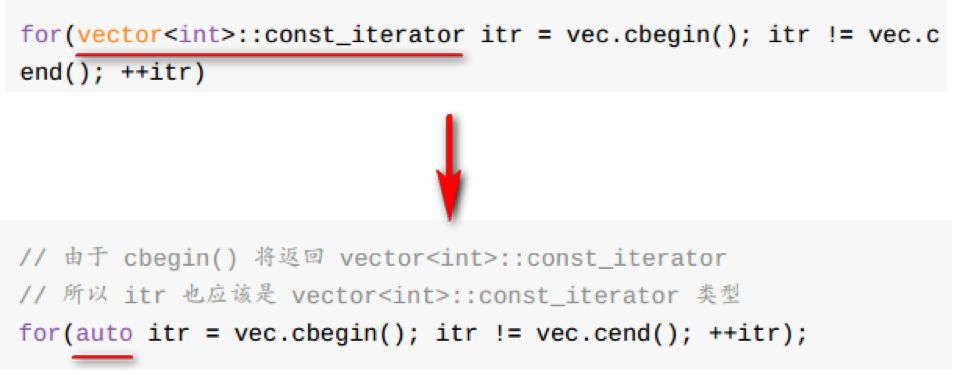 for(vector<int>::const_iterator itr = vec.cbegin(); itr != vec.c
end(); ++itr)
// 由于 cbegin() 将返回 vector<int>::const_iterator
// 所以 itr 也应该是 vector<int>::const_iterator 类型
for(auto itr = vec.cbegin(); itr != vec.cend(); ++itr);